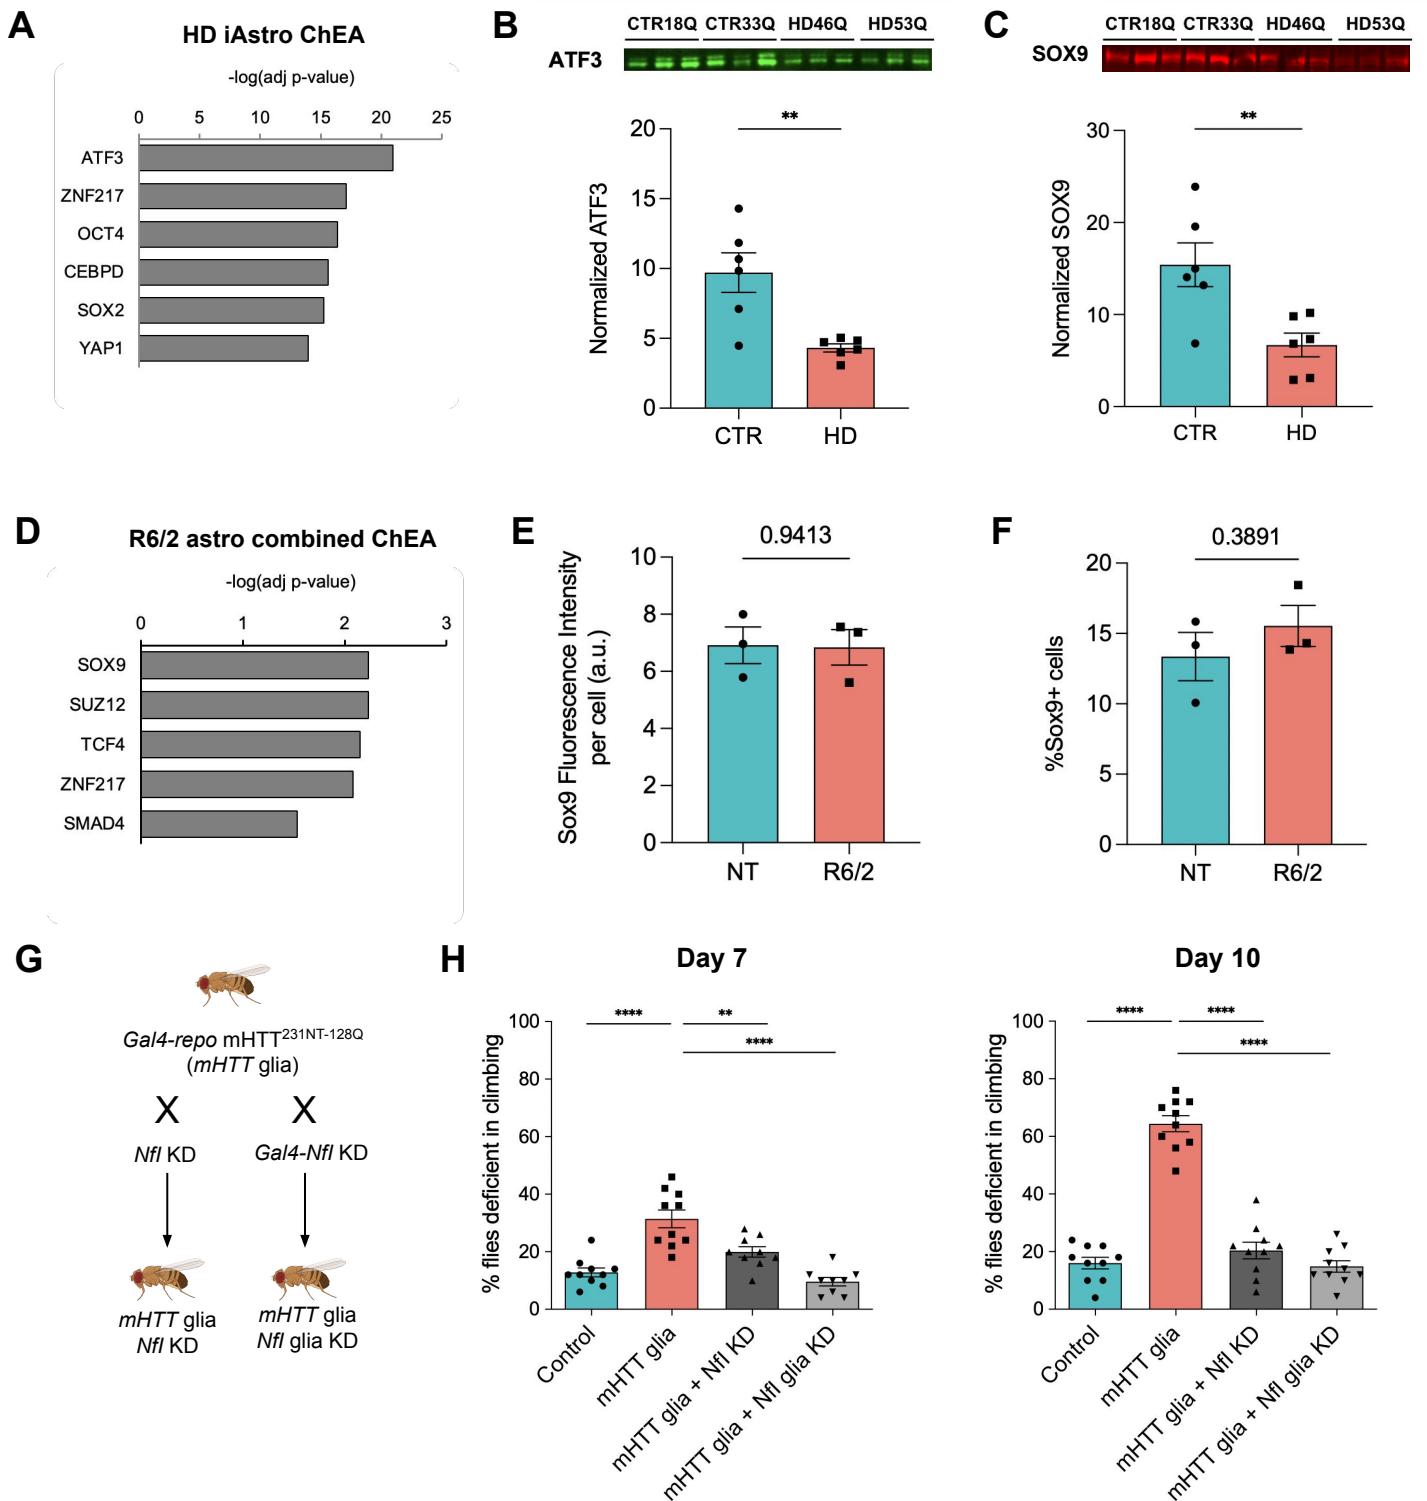 A
HD iAstro ChEA
-log(adj p-value)
0 5 10 15 20 25
ATF3
ZNF217
OCT4
CEBPD
SOX2
YAP1
B
CTR18Q CTR33Q HD46Q HD53Q
ATF3
**
Normalized ATF3
20
15
10
5
0
CTR HD
C
CTR18Q CTR33Q HD46Q HD53Q
SOX9
**
Normalized SOX9
30
20
10
0
CTR HD
D
R6/2 astro combined ChEA
-log(adj p-value)
0 1 2 3
SOX9
SUZ12
TCF4
ZNF217
SMAD4
E
0.9413
Sox9 Fluorescence Intensity
per cell (a.u.)
10
8
6
4
2
0
NT R6/2
F
0.3891
%Sox9+ cells
20
15
10
5
0
NT R6/2
G
Gal4-repo mHTT231NT-128Q
(mHTT glia)
X X
Nfl KD Gal4-Nfl KD
mHTT glia
Nfl KD
mHTT glia
Nfl glia KD
H
Day 7
**** **
****
% flies deficient in climbing
100
80
60
40
20
0
Control
mHTT glia
mHTT glia + Nfl KD
mHTT glia + Nfl glia KD
Day 10
**** ****
****
% flies deficient in climbing
100
80
60
40
20
0
Control
mHTT glia
mHTT glia + Nfl KD
mHTT glia + Nfl glia KD